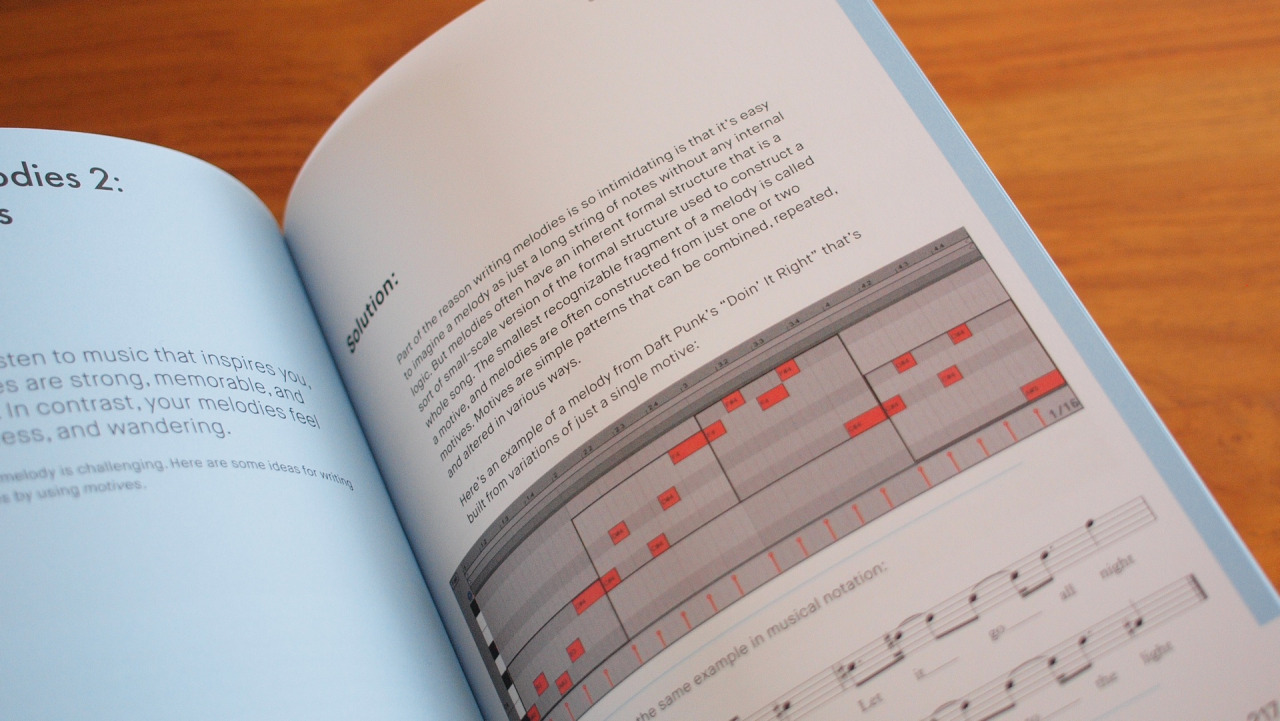 odies 2:
s
sten to music that inspires you,
es are strong, memorable, and
. In contrast, your melodies feel
ess, and wandering.
melody is challenging. Here are some ideas for writing
s by using motives.
Solution:
Part of the reason writing melodies is so intimidating is that it's easy
to imagine a melody as just a long string of notes without any internal
logic. But melodies often have an inherent formal structure that is a
sort of small-scale version of the formal structure used to construct a
whole song. The smallest recognizable fragment of a melody is called
a motive, and melodies are often constructed from just one or two
motives. Motives are simple patterns that can be combined, repeated,
and altered in various ways.
Here's an example of a melody from Daft Punk's “Doin' It Right” that's
built from variations of just a single motive:
1/16
the same example in musical notation:
Let it go all night
the light
217